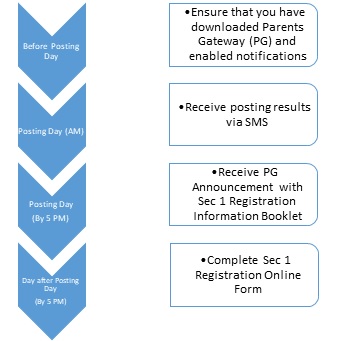 Before Posting
Day
•Ensure that you have
downloaded Parents
Gateway (PG) and
enabled notifications
Posting Day (AM)
•Receive posting results
via SMS
Posting Day
(By 5 PM)
•Receive PG
Announcement with
Sec 1 Registration
Information Booklet
Day after Posting
Day
(By 5 PM)
•Complete Sec 1
Registration Online
Form